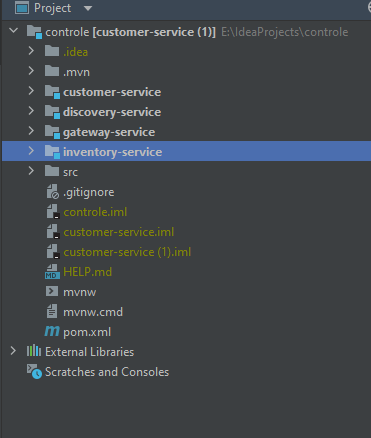 Project
controle [customer-service (1)] E:\IdeaProjects\controle
.idea
.mvn
customer-service
discovery-service
gateway-service
inventory-service
src
.gitignore
controle.iml
customer-service.iml
customer-service (1).iml
MD HELP.md
mvnw
mvnw.cmd
m pom.xml
External Libraries
Scratches and Consoles